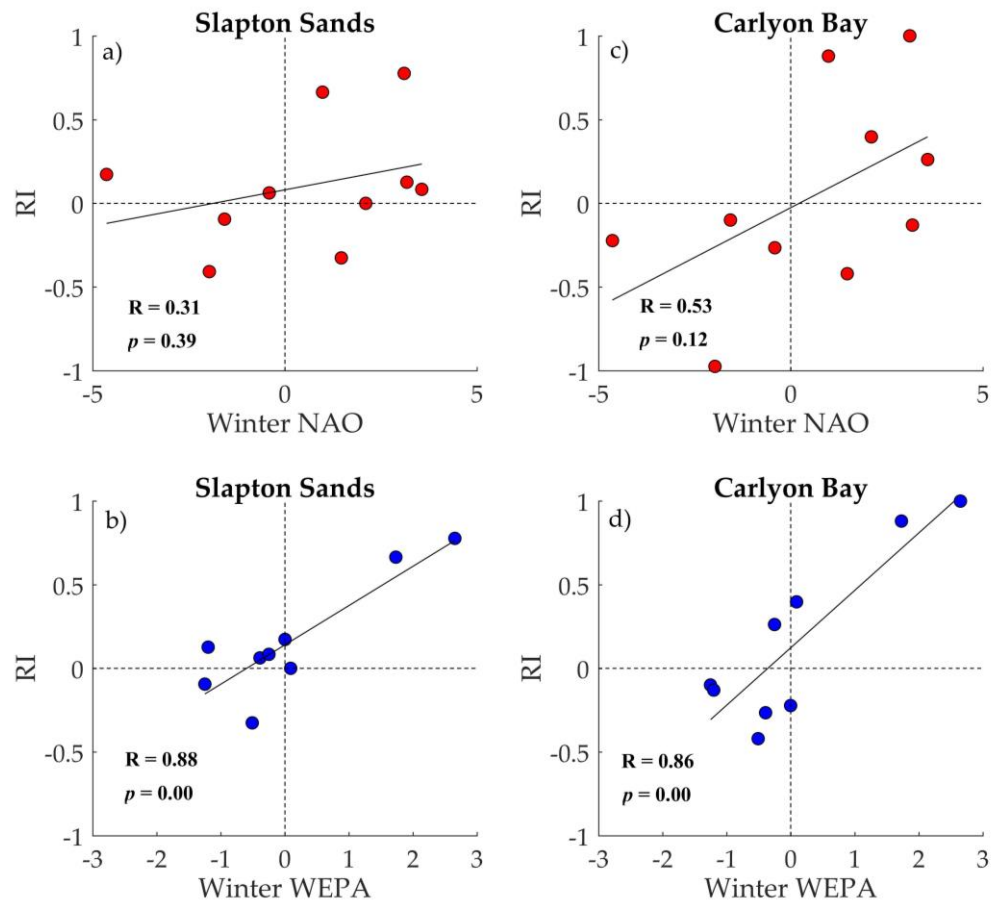 Slapton Sands
a)
1
0.5
0
-0.5
-1
RI
R = 0.31
p = 0.39
-5 0 5
Winter NAO
Carlyon Bay
c)
1
0.5
0
-0.5
-1
RI
R = 0.53
p = 0.12
-5 0 5
Winter NAO
Slapton Sands
b)
1
0.5
0
-0.5
-1
RI
R = 0.88
p = 0.00
-3 -2 -1 0 1 2 3
Winter WEPA
Carlyon Bay
d)
1
0.5
0
-0.5
-1
RI
R = 0.86
p = 0.00
-3 -2 -1 0 1 2 3
Winter WEPA